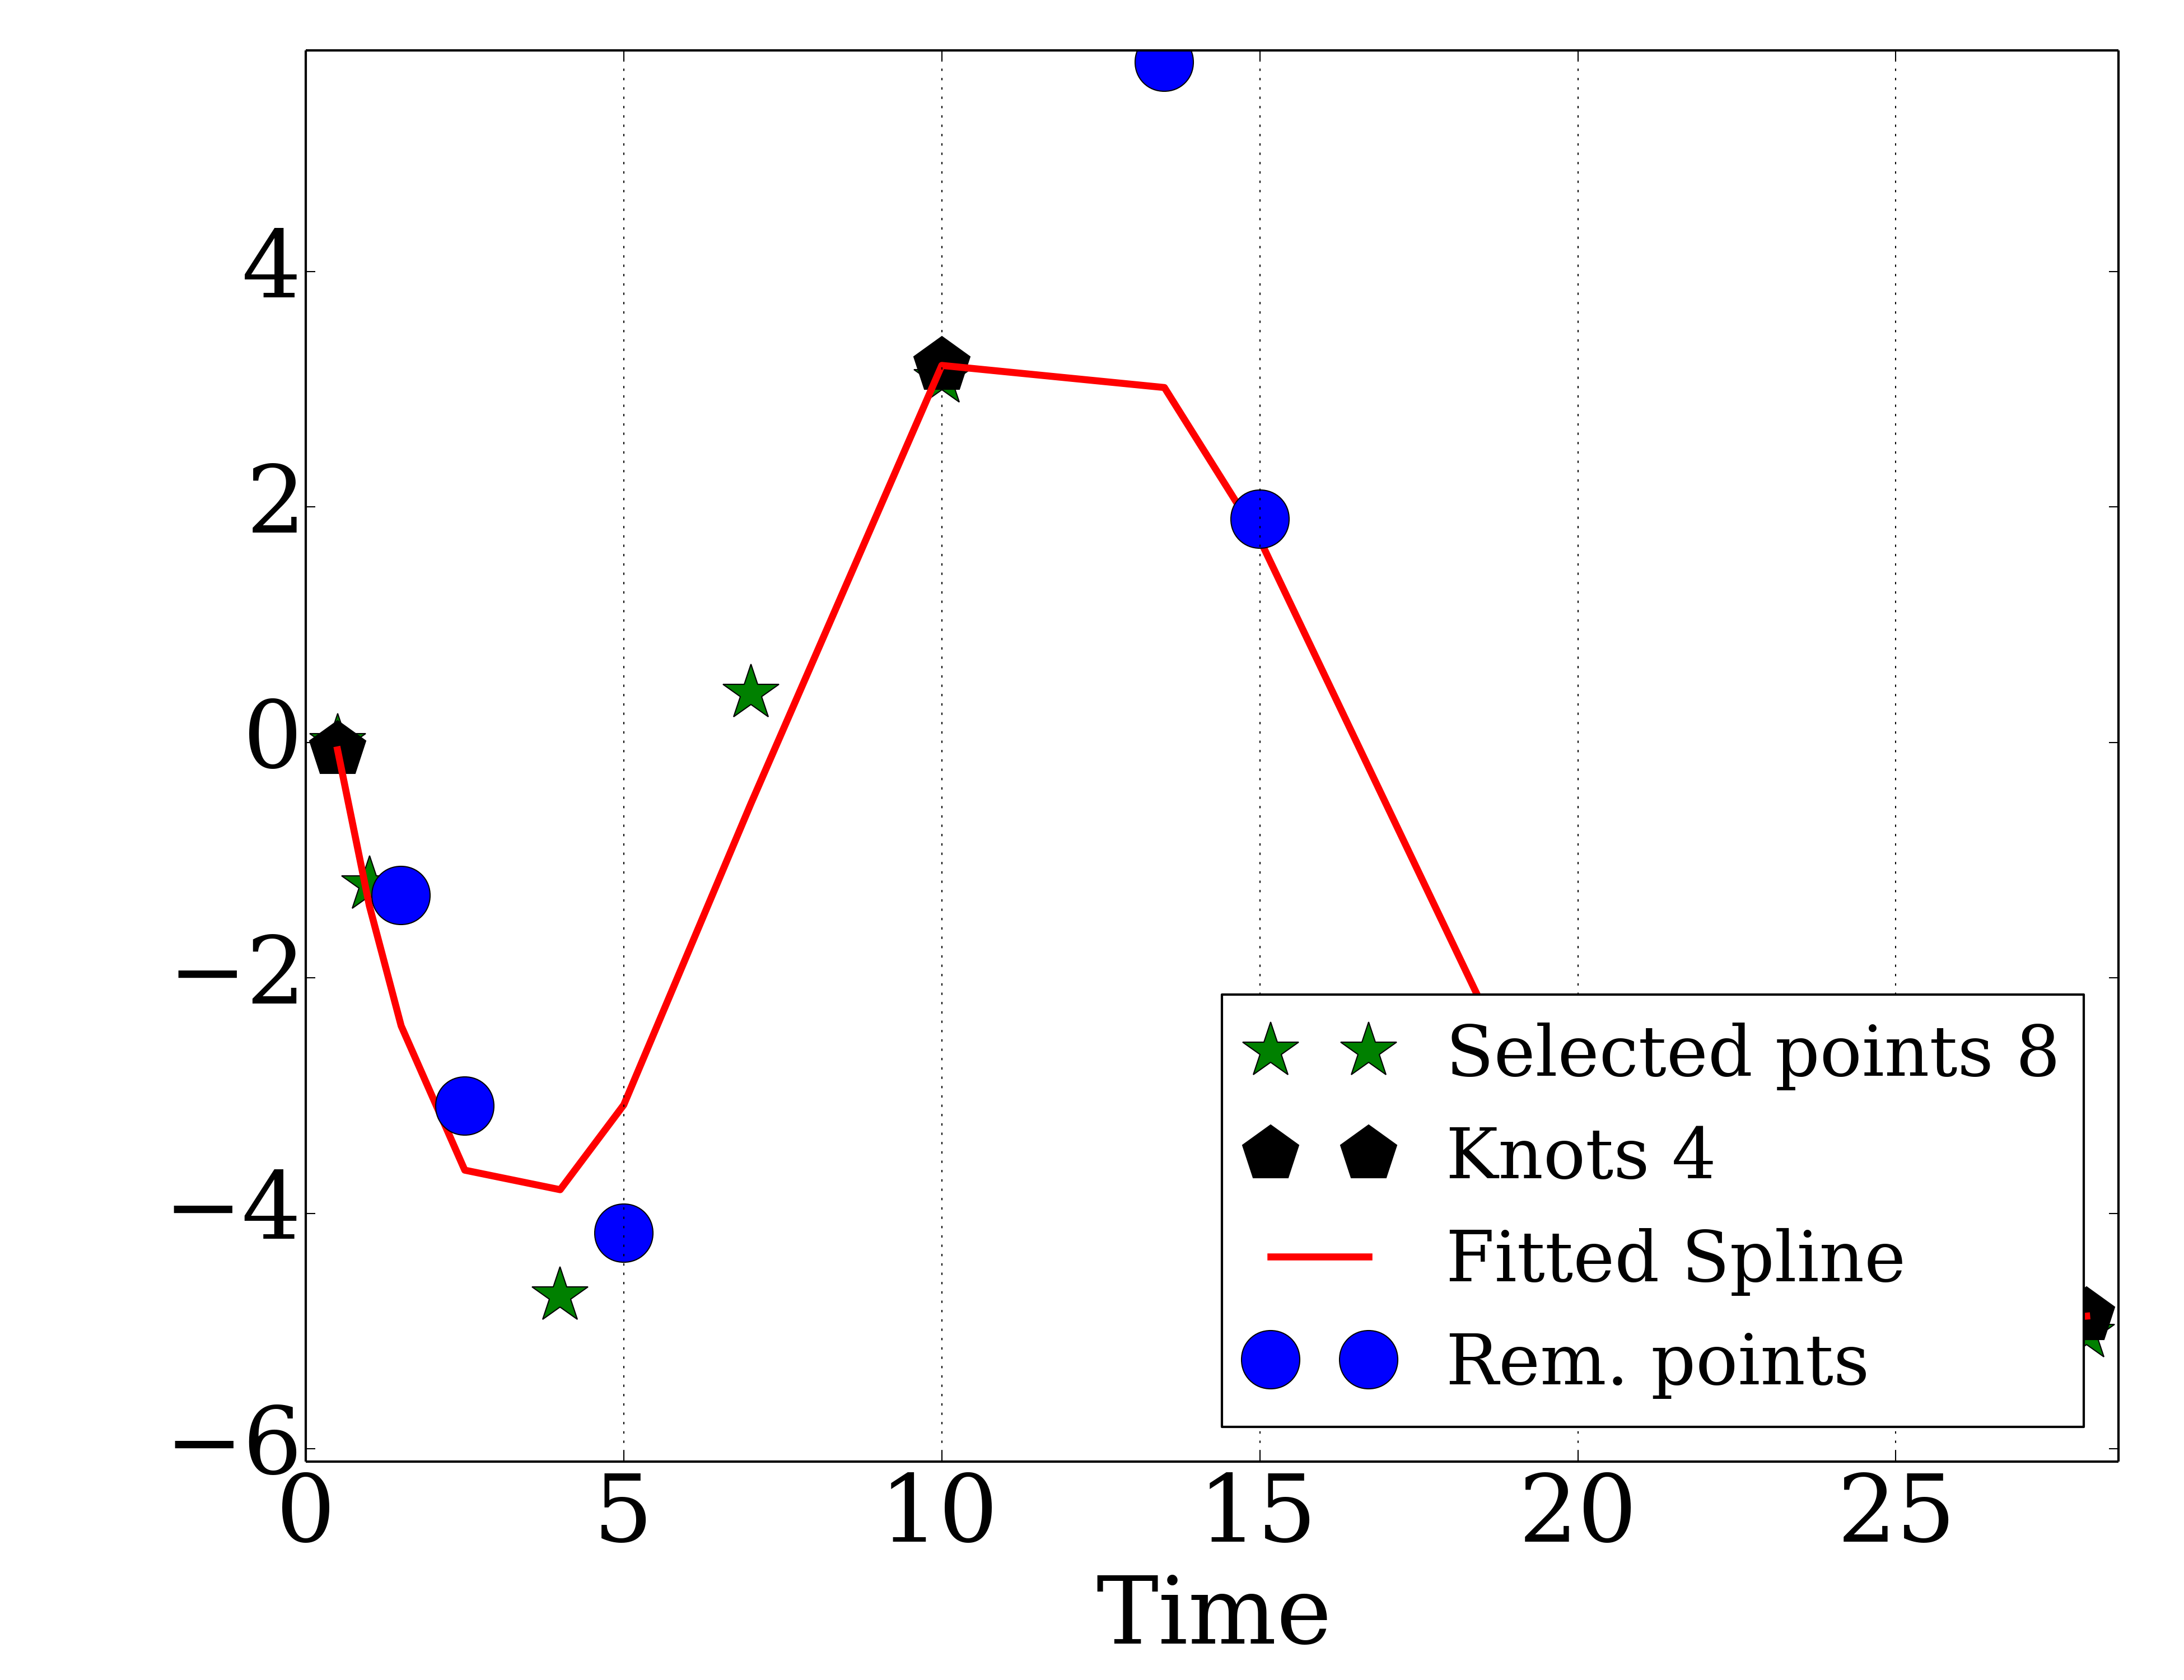 4
2
0
−2
−4
−6
0 5 10 15 20 25
Time
Selected points 8
Knots 4
Fitted Spline
Rem. points